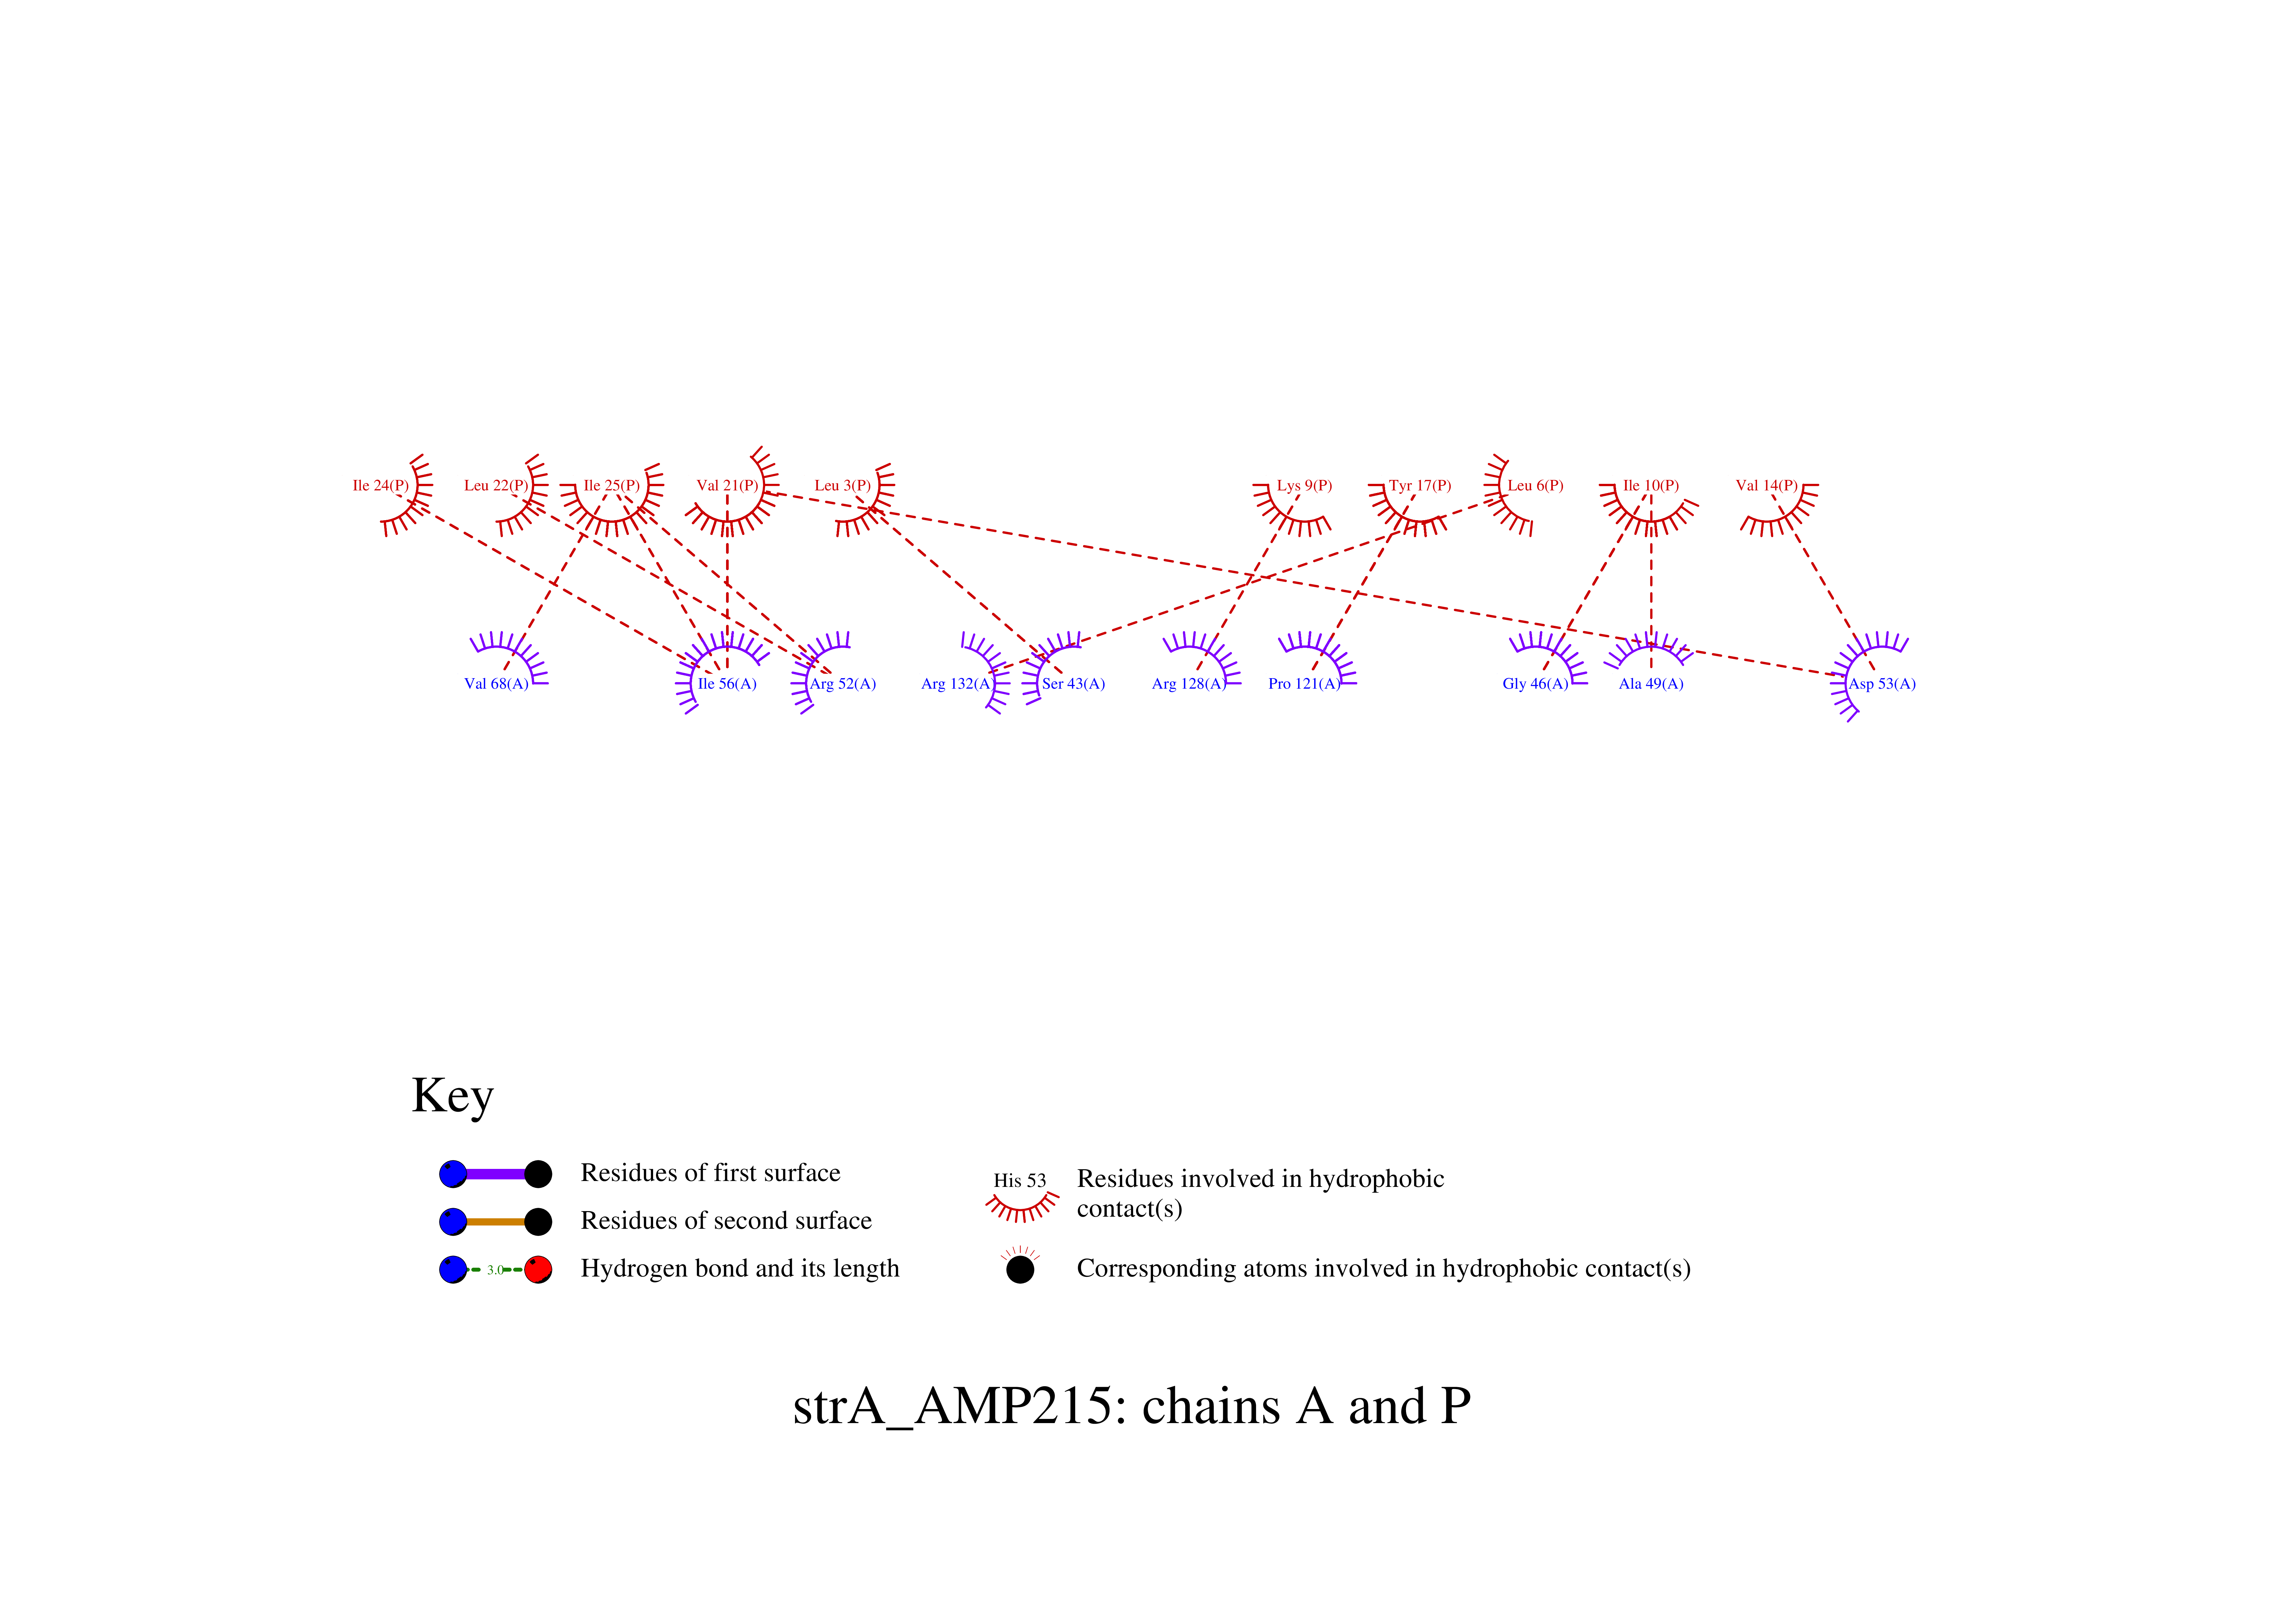 Ile 24(P) Leu 22(P) Ile 25(P) Val 21(P) Leu 3(P) Lys 9(P) Tyr 17(P) Leu 6(P) Ile 10(P) Val 14(P)
Val 68(A) Ile 56(A) Arg 52(A) Arg 132(A) Ser 43(A) Arg 128(A) Pro 121(A) Gly 46(A) Ala 49(A) Asp 53(A)
Key
Residues of first surface
Residues of second surface
3.0 Hydrogen bond and its length
His 53 Residues involved in hydrophobic
contact(s)
Corresponding atoms involved in hydrophobic contact(s)
strA_AMP215: chains A and P